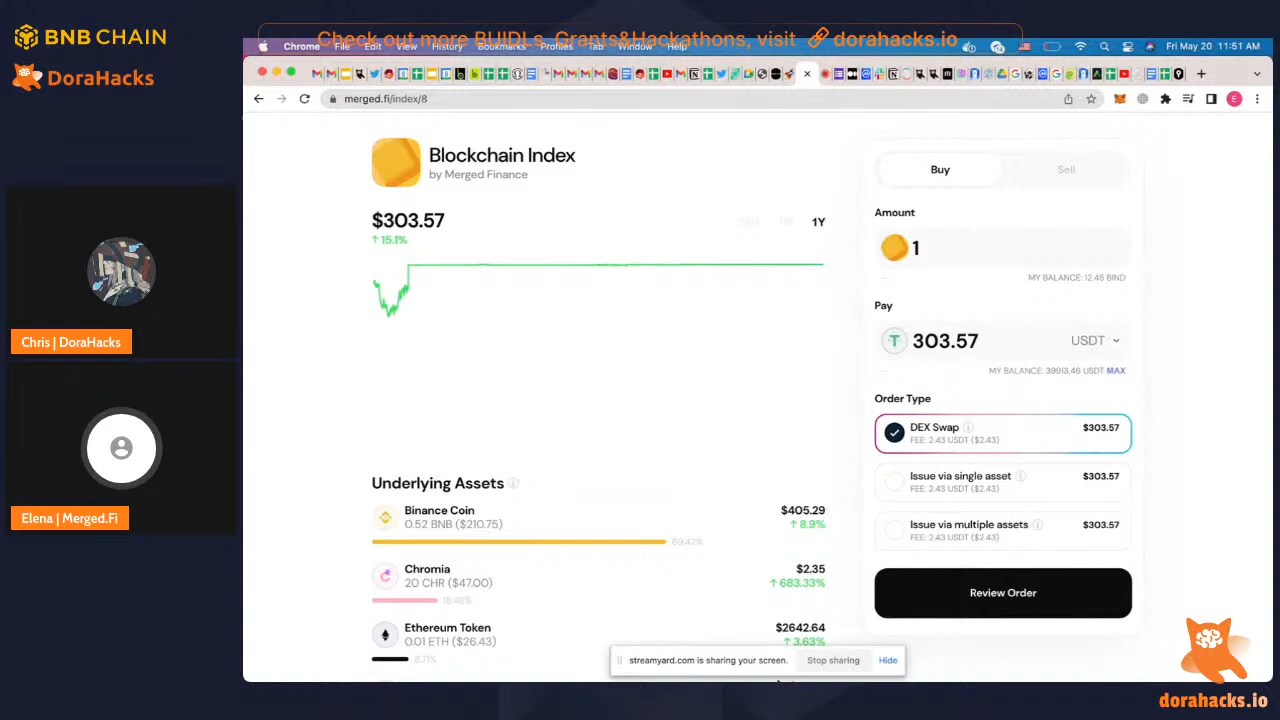 BNB CHAIN
DoraHacks
Check out more BUIDLs, Grants&Hackathons, visit dorahacks.io
Chrome File Edit View History Bookmarks Profiles Tab Window Help
Fri May 20 11:51 AM
merged.fi/index/8
Blockchain Index
by Merged Finance
$303.57
15.1%
1Y
Buy
Sell
Amount
1
MY BALANCE: 12.45 BIND
Pay
303.57
USDT
MY BALANCE: 39913.46 USDT MAX
Order Type
DEX Swap
$303.57
FEE: 2.43 USDT ($2.43)
Issue via single asset
$303.57
FEE: 2.43 USDT ($2.43)
Issue via multiple assets
$303.57
FEE: 2.43 USDT ($2.43)
Review Order
Underlying Assets
Binance Coin
$405.29
0.52 BNB ($210.75)
8.9%
69.42%
Chromia
$2.35
20 CHR ($47.00)
683.33%
15.48%
Ethereum Token
$2642.64
0.01 ETH ($26.43)
3.63%
8.71%
streamyard.com is sharing your screen.
Stop sharing
Hide
Chris | DoraHacks
Elena | Merged.Fi
dorahacks.io